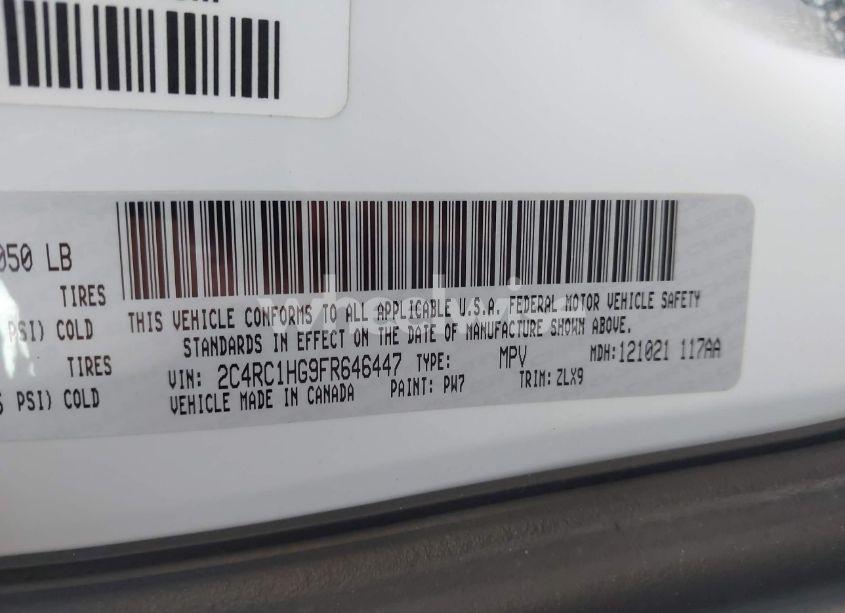 050 LB
TIRES
PSI) COLD
TIRES
PSI) COLD
THIS VEHICLE CONFORMS TO ALL APPLICABLE U.S.A. FEDERAL MOTOR VEHICLE SAFETY
STANDARDS IN EFFECT ON THE DATE OF MANUFACTURE SHOWN ABOVE.
VIN: 2C4RC1HG9FR646447 TYPE: MPV MDH:121021 117AA
VEHICLE MADE IN CANADA PAINT: PW7 TRIM: ZLX9